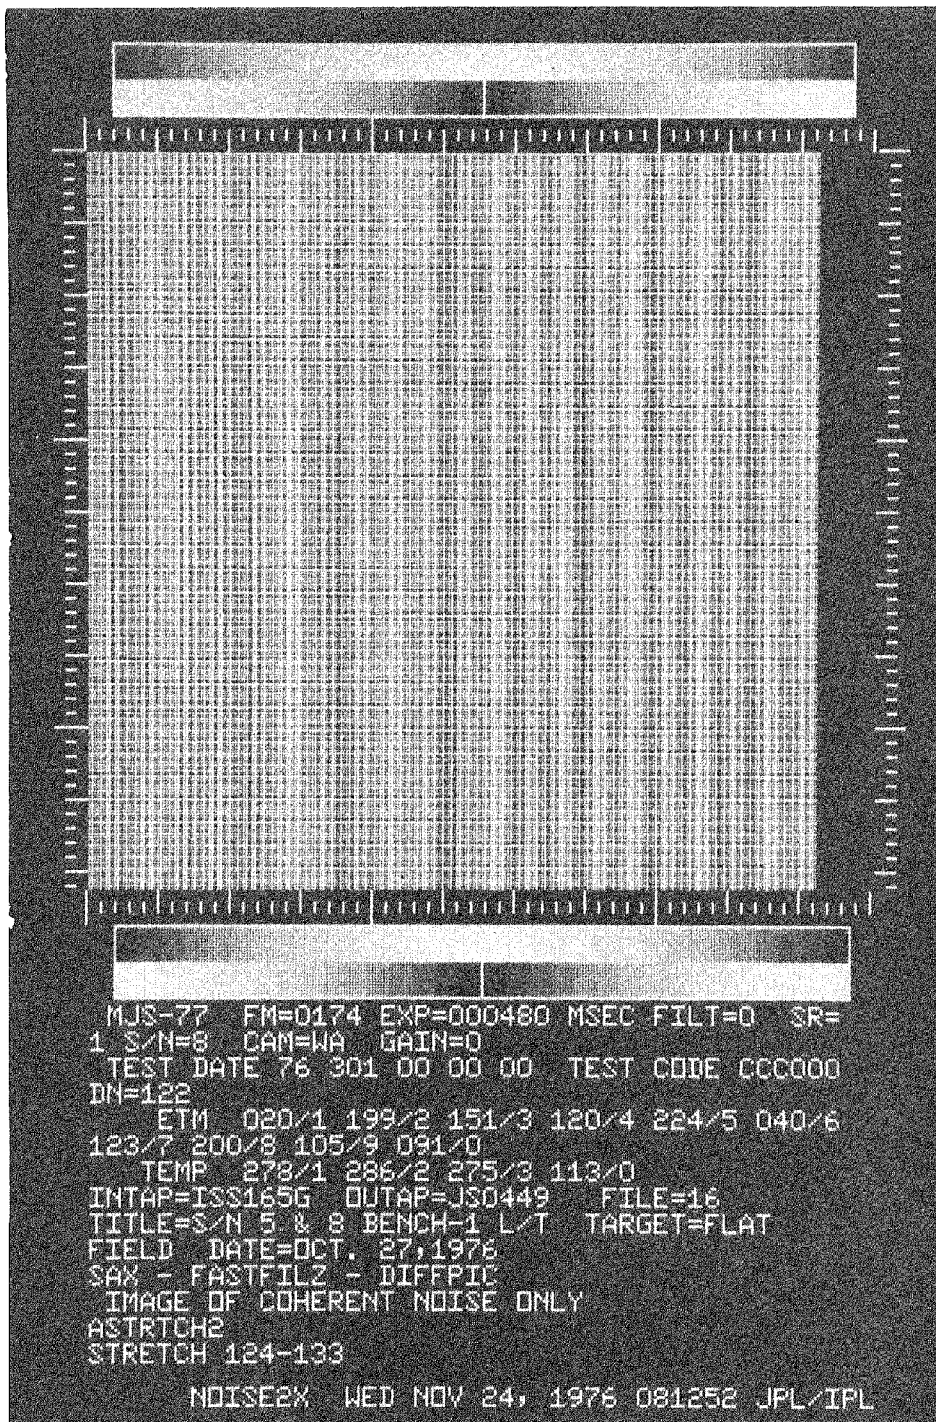 MJS-77 FM=0174 EXP=000480 MSEC FILT=0 SR=
1 S/N=8 CAM=WA GAIN=0
TEST DATE 76 301 00 00 00 TEST CODE CCC000
DN=122
ETM 020/1 199/2 151/3 120/4 224/5 040/6
123/7 200/8 105/9 091/0
TEMP 278/1 286/2 275/3 113/0
INTAP=ISS165G OUTAP=JS0449 FILE=16
TITLE=S/N 5 & 8 BENCH-1 L/T TARGET=FLAT
FIELD DATE=OCT. 27,1976
SAX - FASTFILZ - DIFFPIC
IMAGE OF COHERENT NOISE ONLY
ASTRTCH2
STRETCH 124-133
NOISE2X WED NOV 24, 1976 081252 JPL/IPL